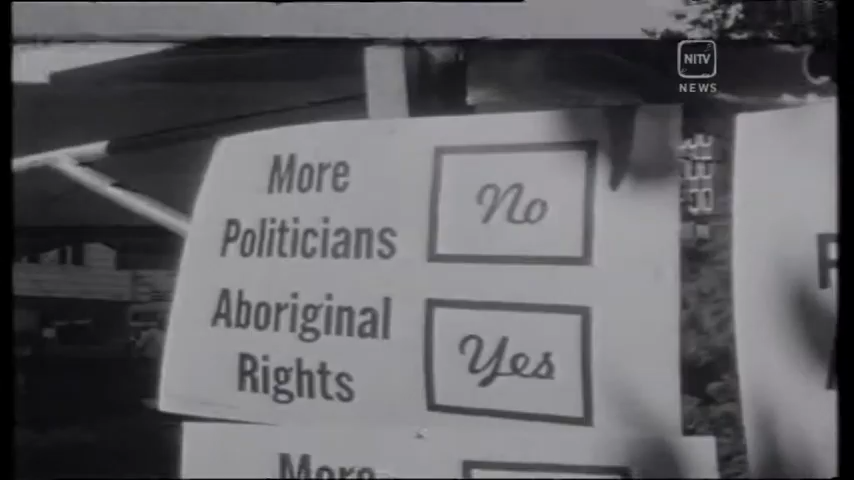 NITV
NEWS
More
Politicians
No
Aboriginal
Rights
Yes
More